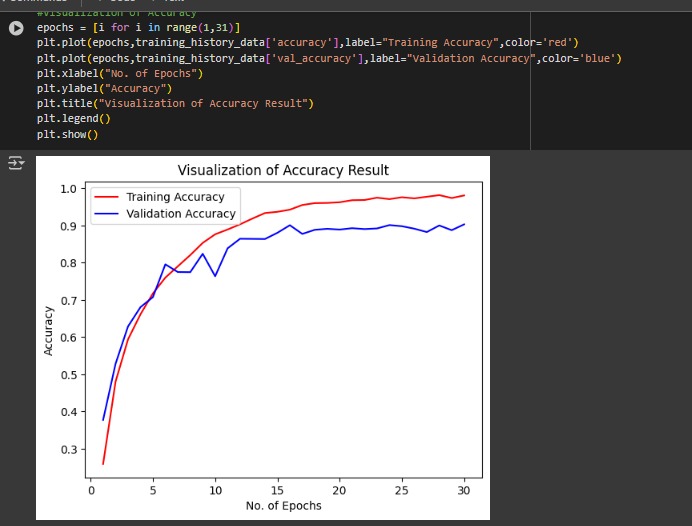 #Visualization of Accuracy
epochs = [i for i in range(1,31)]
plt.plot(epochs,training_history_data['accuracy'],label="Training Accuracy",color='red')
plt.plot(epochs,training_history_data['val_accuracy'],label="Validation Accuracy",color='blue')
plt.xlabel("No. of Epochs")
plt.ylabel("Accuracy")
plt.title("Visualization of Accuracy Result")
plt.legend()
plt.show()
Visualization of Accuracy Result
Training Accuracy
Validation Accuracy
1.0
0.9
0.8
0.7
0.6
0.5
0.4
0.3
Accuracy
0 5 10 15 20 25 30
No. of Epochs